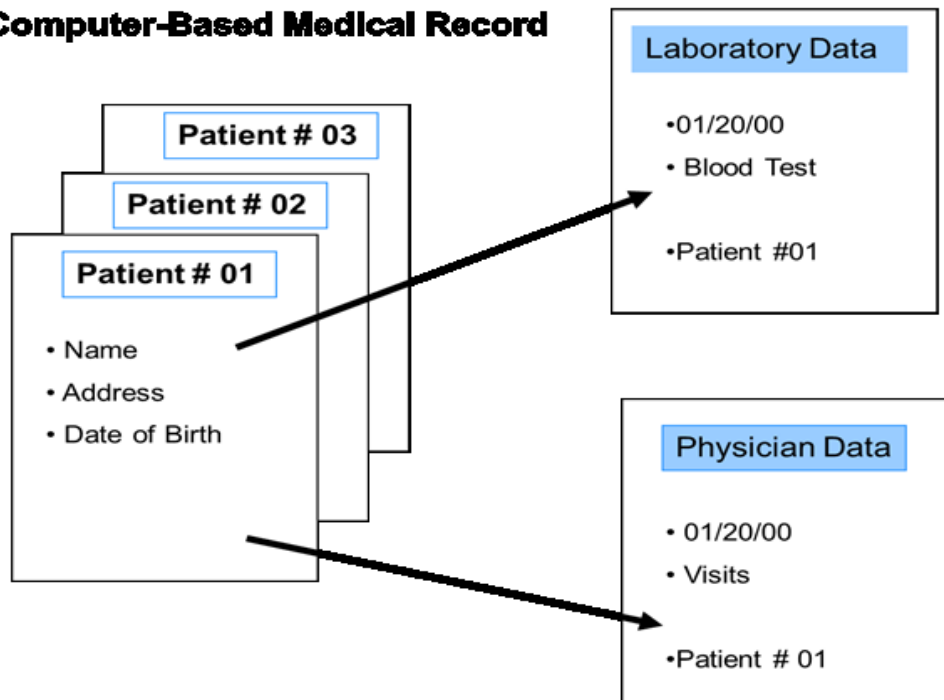 Computer-Based Medical Record
Patient # 03
Patient # 02
Patient # 01
• Name
• Address
• Date of Birth
Laboratory Data
•01/20/00
• Blood Test
•Patient #01
Physician Data
• 01/20/00
• Visits
•Patient # 01